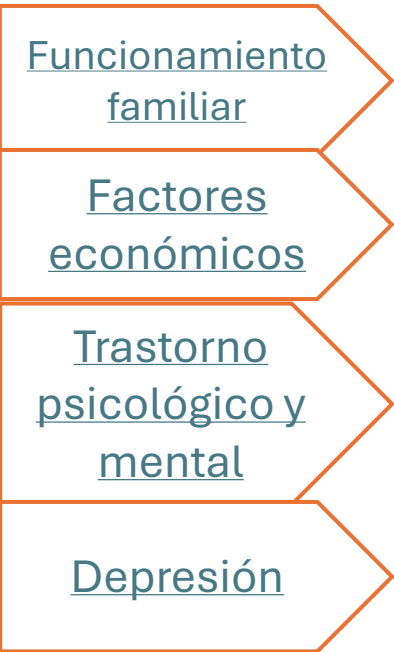 Funcionamiento
familiar
Factores
económicos
Trastorno
psicológico y
mental
Depresión